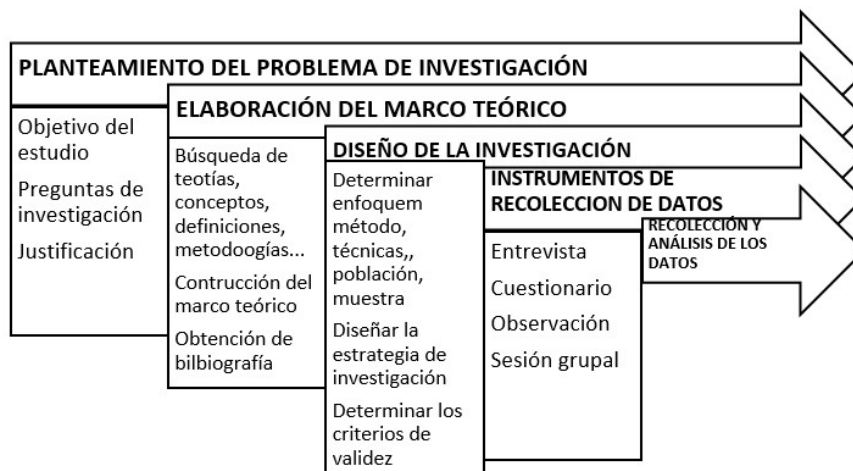 PLANTEAMIENTO DEL PROBLEMA DE INVESTIGACIÓN
Objetivo del
estudio
Preguntas de
investigación
Justificación
ELABORACIÓN DEL MARCO TEÓRICO
Búsqueda de
teotías,
conceptos,
definiciones,
metodoogías...
Contrucción del
marco teórico
Obtención de
bilbiografía
DISEÑO DE LA INVESTIGACIÓN
Determinar
enfoquem
método,
técnicas,,
población,
muestra
Diseñar la
estrategia de
investigación
Determinar los
criterios de
validez
INSTRUMENTOS DE
RECOLECCION DE DATOS
Entrevista
Cuestionario
Observación
Sesión grupal
RECOLECCIÓN Y
ANÁLISIS DE LOS
DATOS